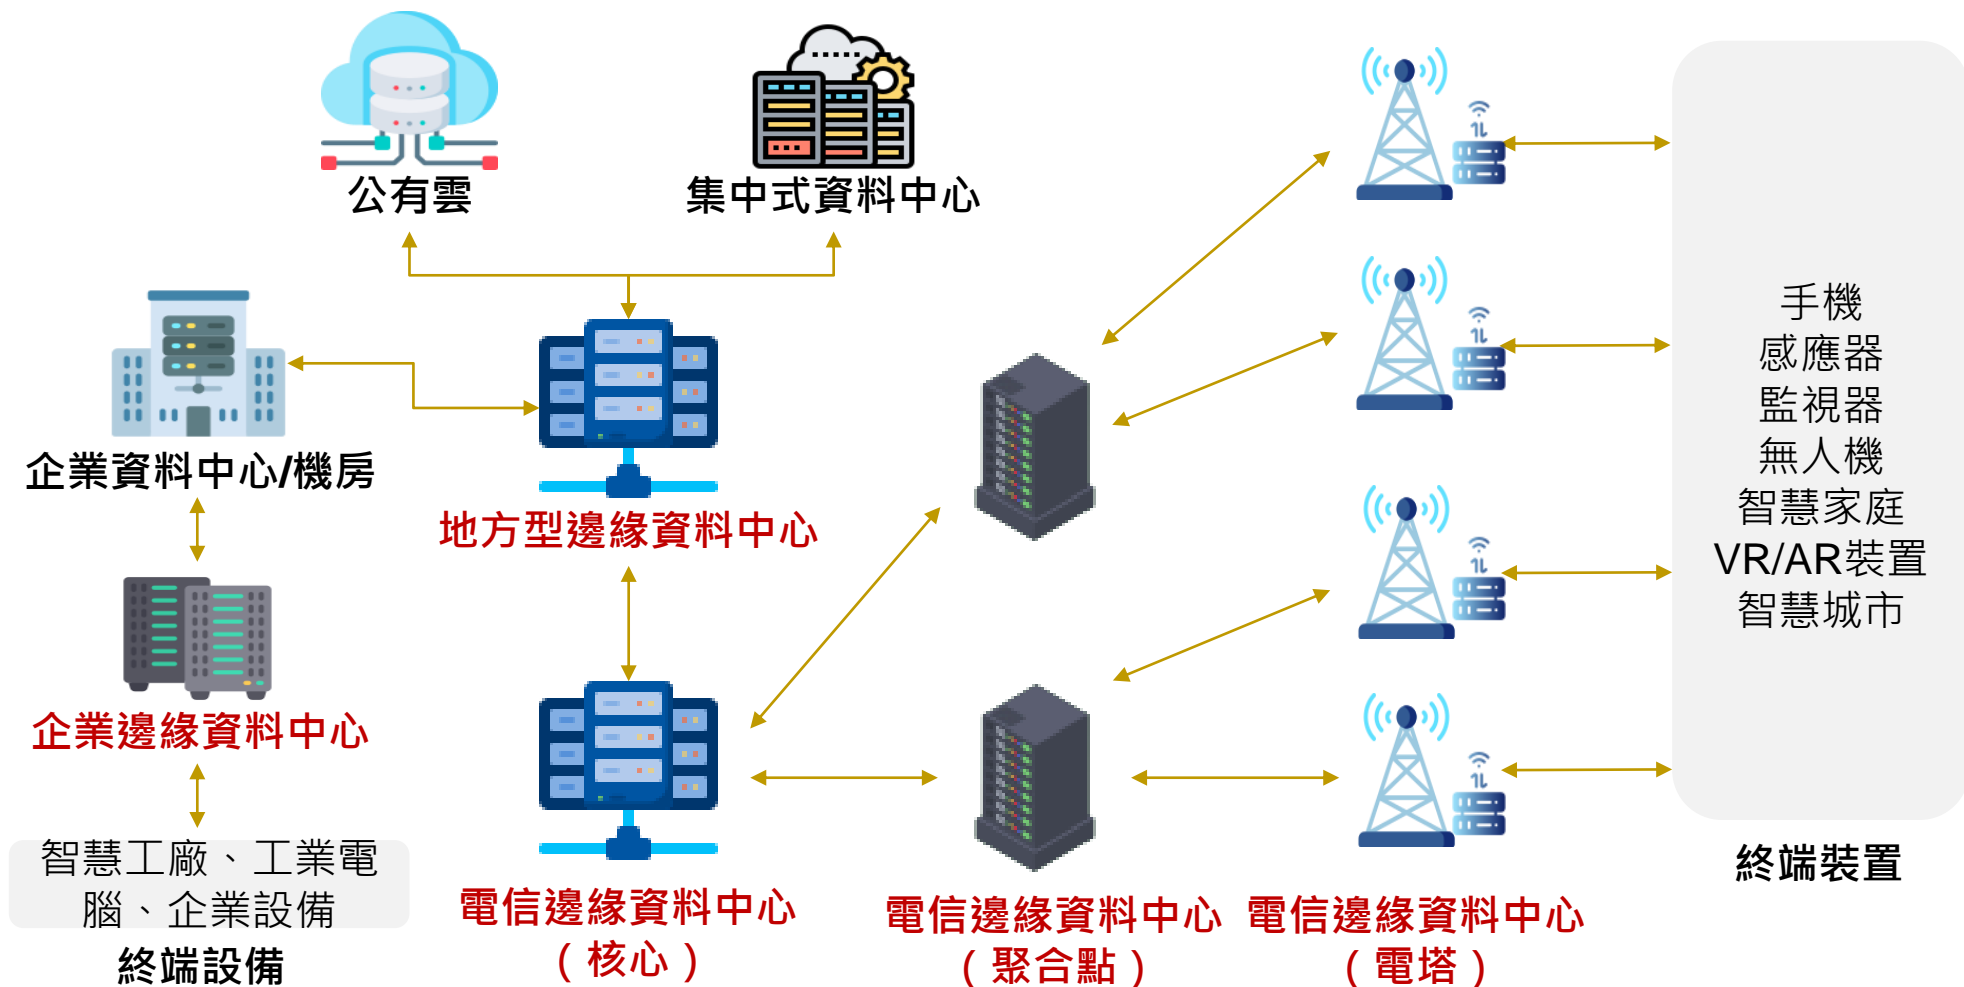 公有雲
集中式資料中心
企業資料中心/機房
地方型邊緣資料中心
企業邊緣資料中心
智慧工廠、工業電
腦、企業設備
終端設備
電信邊緣資料中心
（核心）
電信邊緣資料中心
（聚合點）
電信邊緣資料中心
（電塔）
手機
感應器
監視器
無人機
智慧家庭
VR/AR裝置
智慧城市
終端裝置